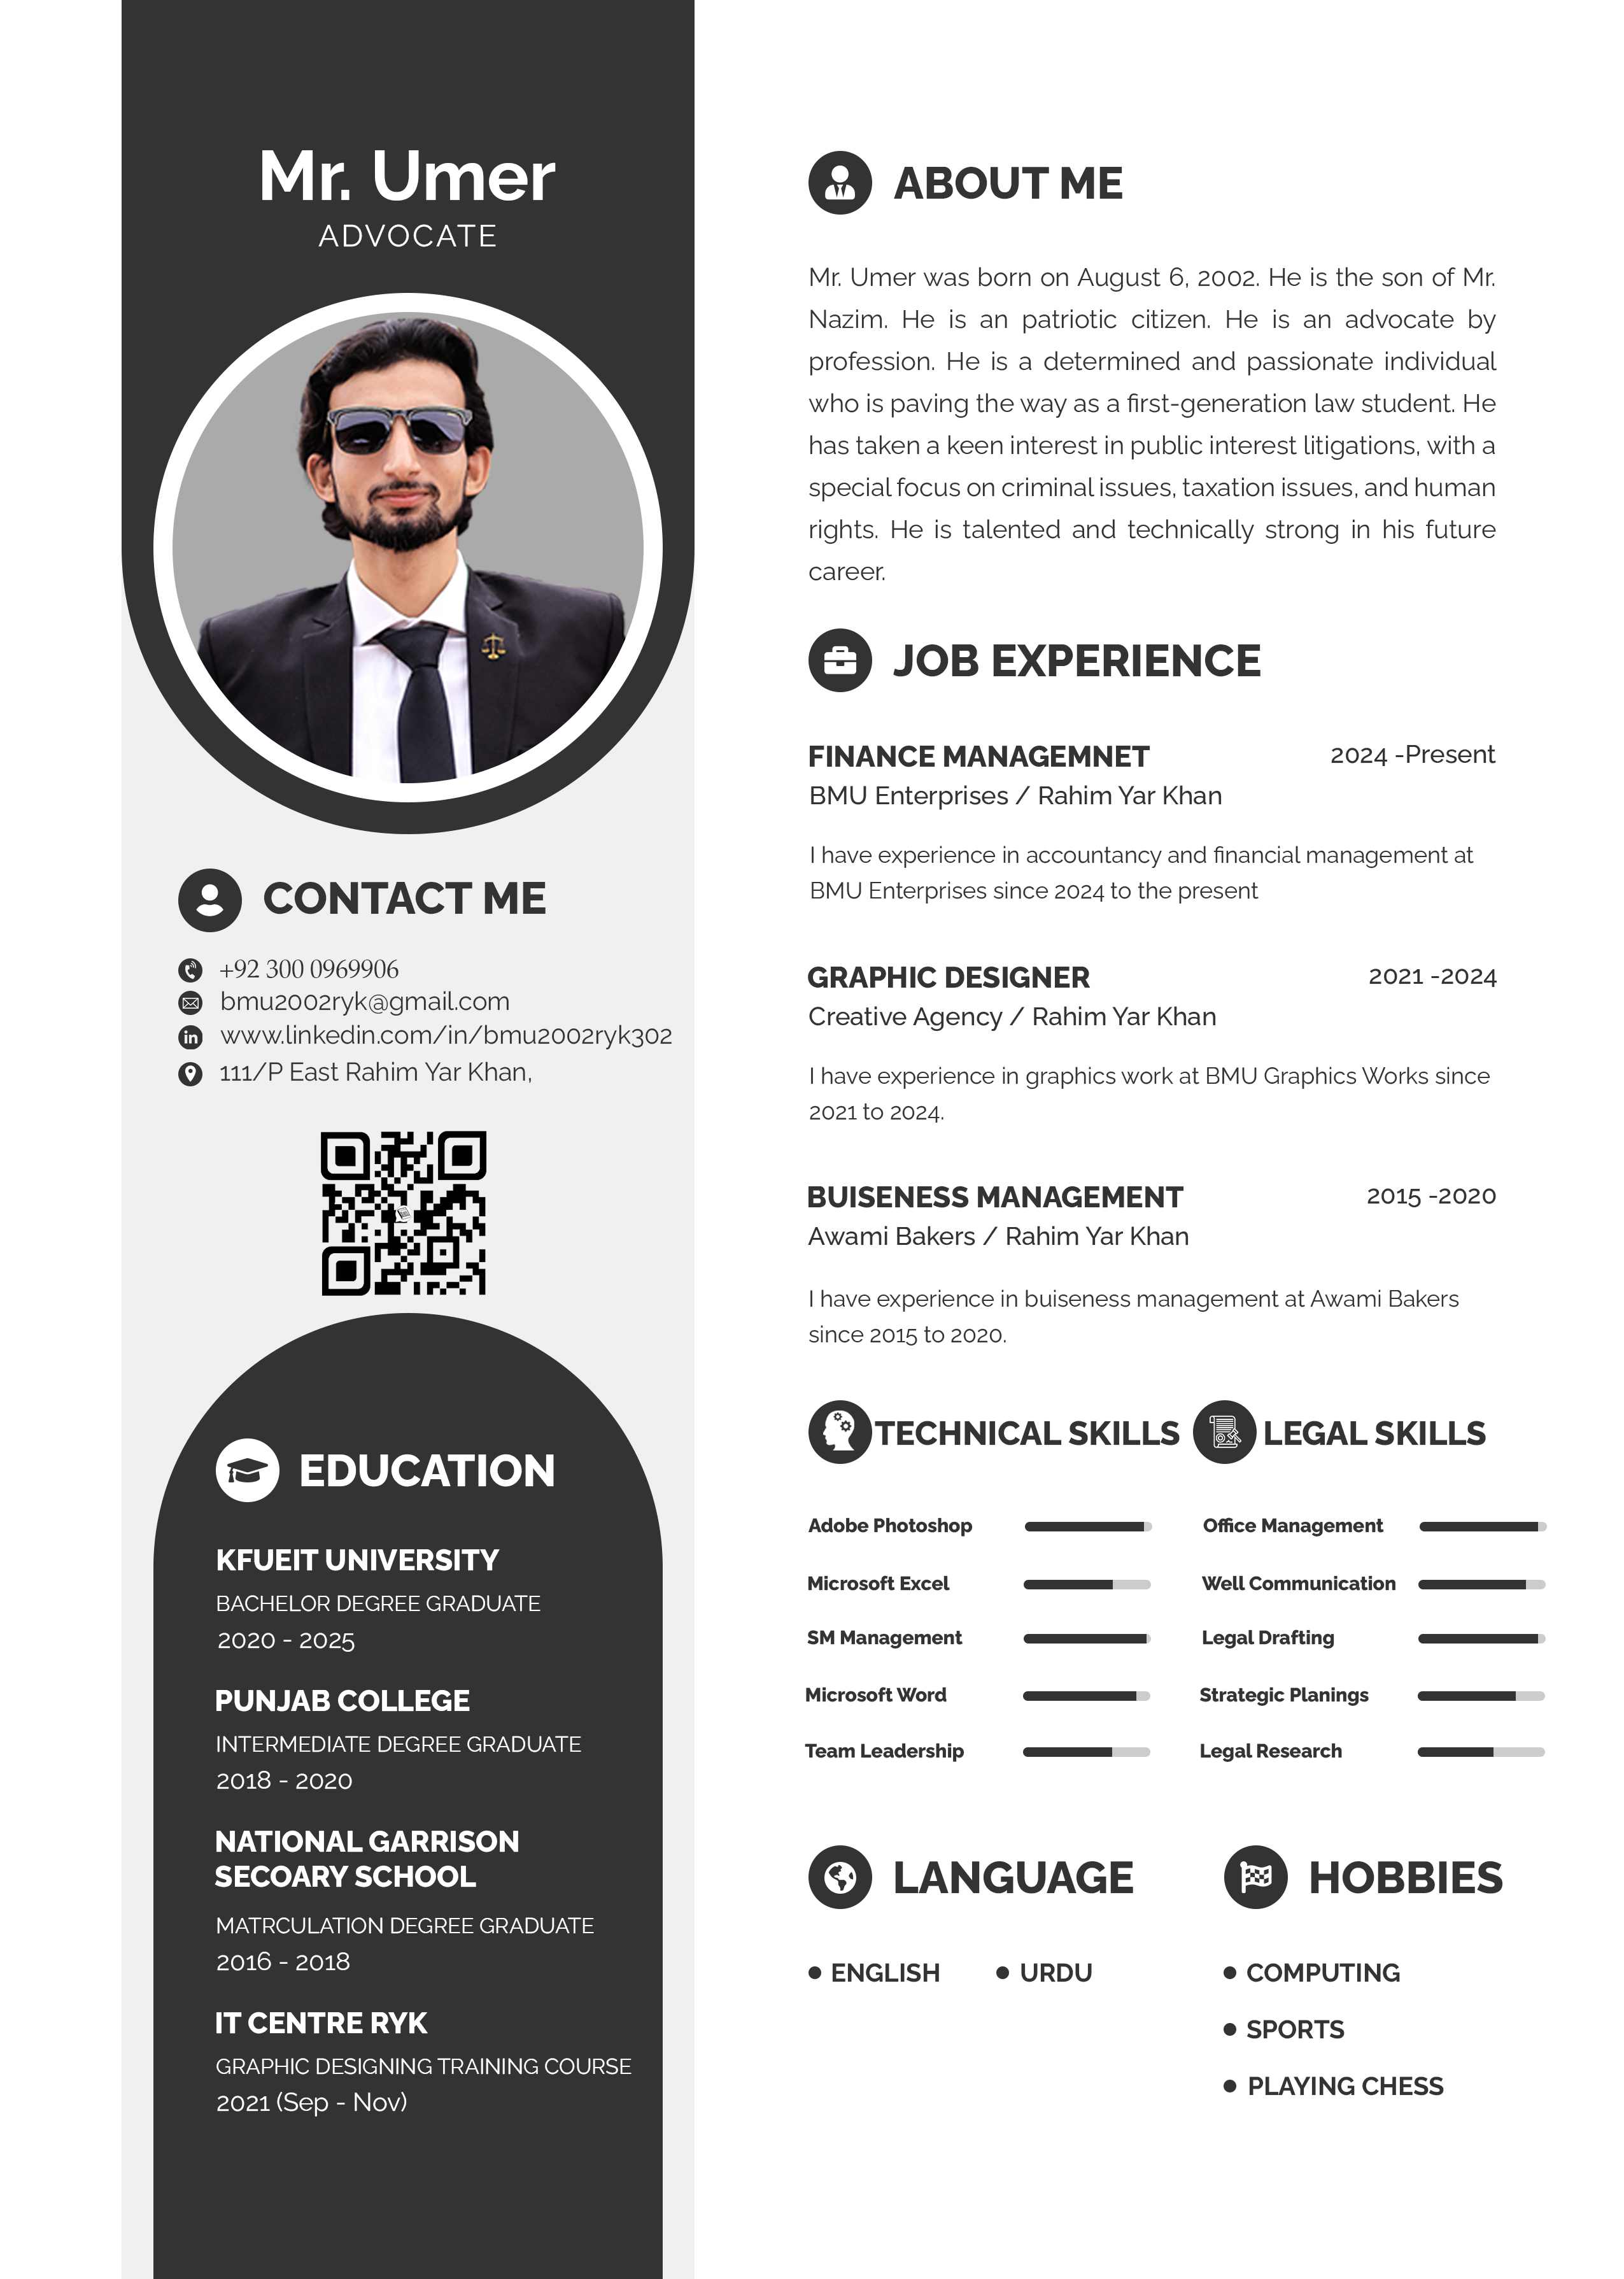 Mr. Umer
ADVOCATE
CONTACT ME
+92 300 0969906
bmu2002ryk@gmail.com
www.linkedin.com/in/bmu2002ryk302
111/P East Rahim Yar Khan,
EDUCATION
KFUEIT UNIVERSITY
BACHELOR DEGREE GRADUATE
2020 - 2025
PUNJAB COLLEGE
INTERMEDIATE DEGREE GRADUATE
2018 - 2020
NATIONAL GARRISON
SECOARY SCHOOL
MATRCULATION DEGREE GRADUATE
2016 - 2018
IT CENTRE RYK
GRAPHIC DESIGNING TRAINING COURSE
2021 (Sep - Nov)
ABOUT ME
Mr. Umer was born on August 6, 2002. He is the son of Mr.
Nazim. He is an patriotic citizen. He is an advocate by
profession. He is a determined and passionate individual
who is paving the way as a first-generation law student. He
has taken a keen interest in public interest litigations, with a
special focus on criminal issues, taxation issues, and human
rights. He is talented and technically strong in his future
career.
JOB EXPERIENCE
FINANCE MANAGEMNET 2024 -Present
BMU Enterprises / Rahim Yar Khan
I have experience in accountancy and financial management at
BMU Enterprises since 2024 to the present
GRAPHIC DESIGNER 2021 -2024
Creative Agency / Rahim Yar Khan
I have experience in graphics work at BMU Graphics Works since
2021 to 2024.
BUISENESS MANAGEMENT 2015 -2020
Awami Bakers / Rahim Yar Khan
I have experience in buiseness management at Awami Bakers
since 2015 to 2020.
TECHNICAL SKILLS
Adobe Photoshop
Microsoft Excel
SM Management
Microsoft Word
Team Leadership
LEGAL SKILLS
Office Management
Well Communication
Legal Drafting
Strategic Planings
Legal Research
LANGUAGE
ENGLISH
URDU
HOBBIES
COMPUTING
SPORTS
PLAYING CHESS